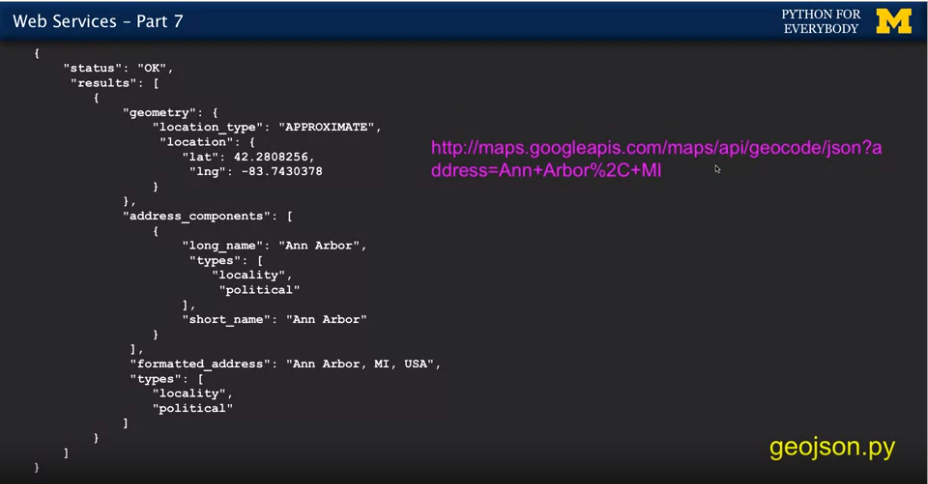 Web Services – Part 7
PYTHON FOR
EVERYBODY
M
{
"status": "OK",
"results": [
{
"geometry": {
"location_type": "APPROXIMATE",
"location": {
"lat": 42.2808256,
"lng": -83.7430378
}
},
"address_components": [
{
"long_name": "Ann Arbor",
"types": [
"locality",
"political"
],
"short_name": "Ann Arbor"
}
],
"formatted_address": "Ann Arbor, MI, USA",
"types": [
"locality",
"political"
]
}
]
}
http://maps.googleapis.com/maps/api/geocode/json?a
ddress=Ann+Arbor%2C+MI
geojson.py